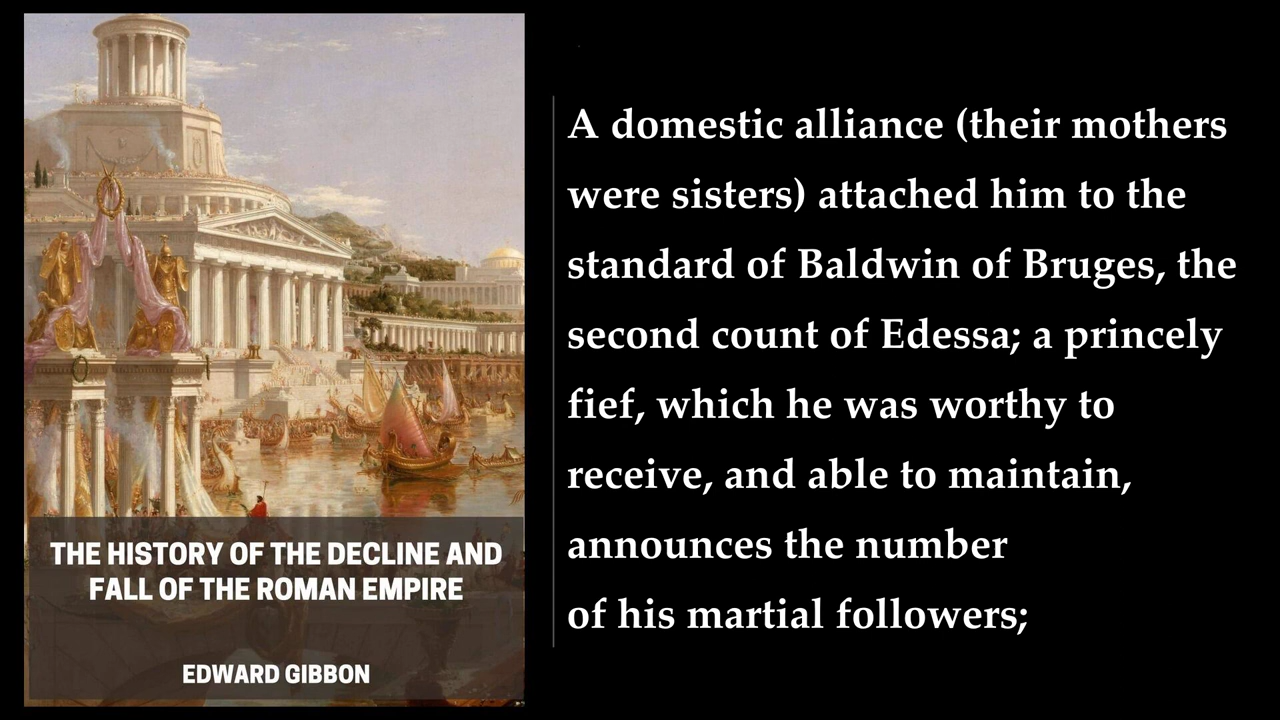 THE HISTORY OF THE DECLINE AND
FALL OF THE ROMAN EMPIRE
EDWARD GIBBON
A domestic alliance (their mothers
were sisters) attached him to the
standard of Baldwin of Bruges, the
second count of Edessa; a princely
fief, which he was worthy to
receive, and able to maintain,
announces the number
of his martial followers;